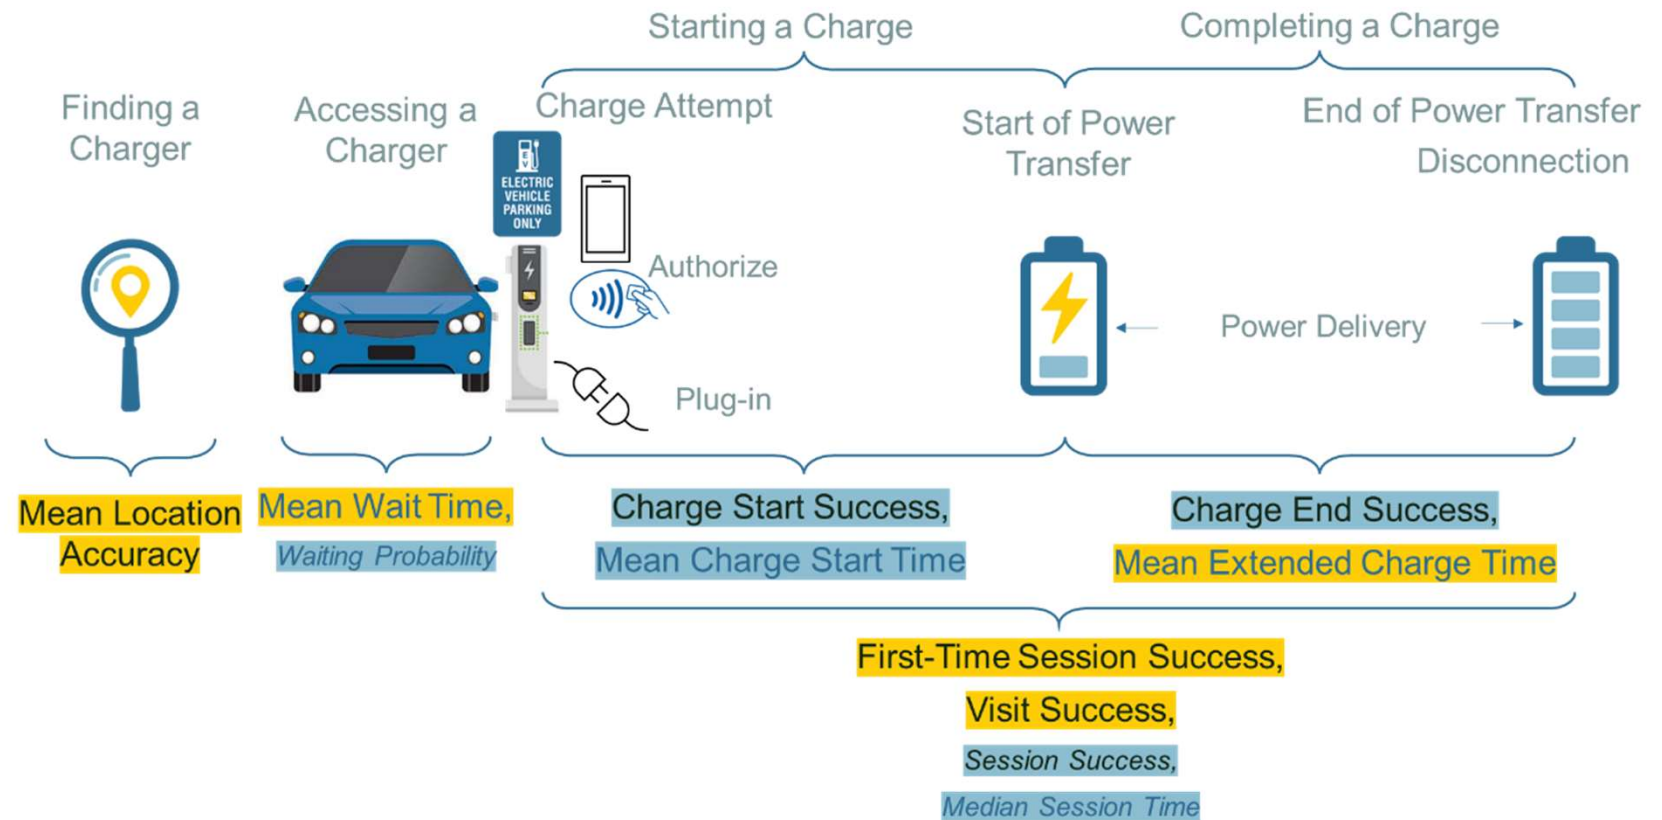 Starting a Charge
Completing a Charge
Finding a
Charger
Accessing a
Charger
Charge Attempt
Start of Power
Transfer
End of Power Transfer
Disconnection
EV
ELECTRIC
VEHICLE
PARKING
ONLY
Authorize
Power Delivery
Plug-in
Mean Location
Accuracy
Mean Wait Time,
Waiting Probability
Charge Start Success,
Mean Charge Start Time
Charge End Success,
Mean Extended Charge Time
First-Time Session Success,
Visit Success,
Session Success,
Median Session Time